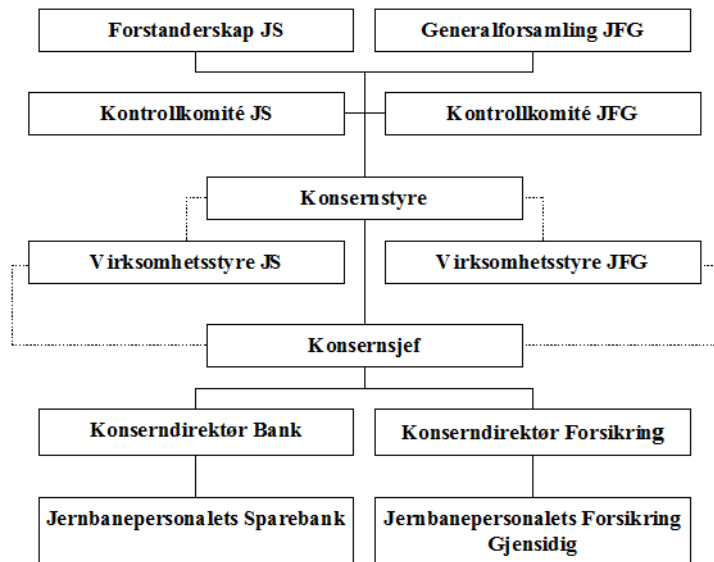 Forstanderskap JS
Generalforsamling JFG
Kontrollkomité JS
Kontrollkomité JFG
Konsernstyre
Virksomhetsstyre JS
Virksomhetsstyre JFG
Konsernsjef
Konserndirektør Bank
Konserndirektør Forsikring
Jernbanepersonalets Sparebank
Jernbanepersonalets Forsikring
Gjensidig